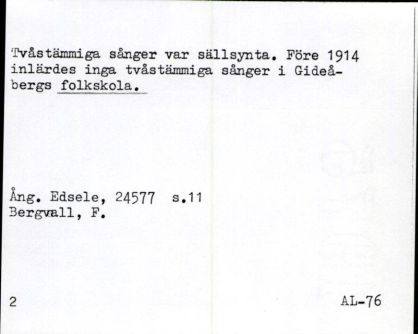 Tvåstämmiga sånger var sällsynta. Före 1914
inlärdes inga tvåstämmiga sånger i Gideå-
bergs folkskola.
Ång. Edsele, 24577 s.11
Bergvall, F.
2 AL-76